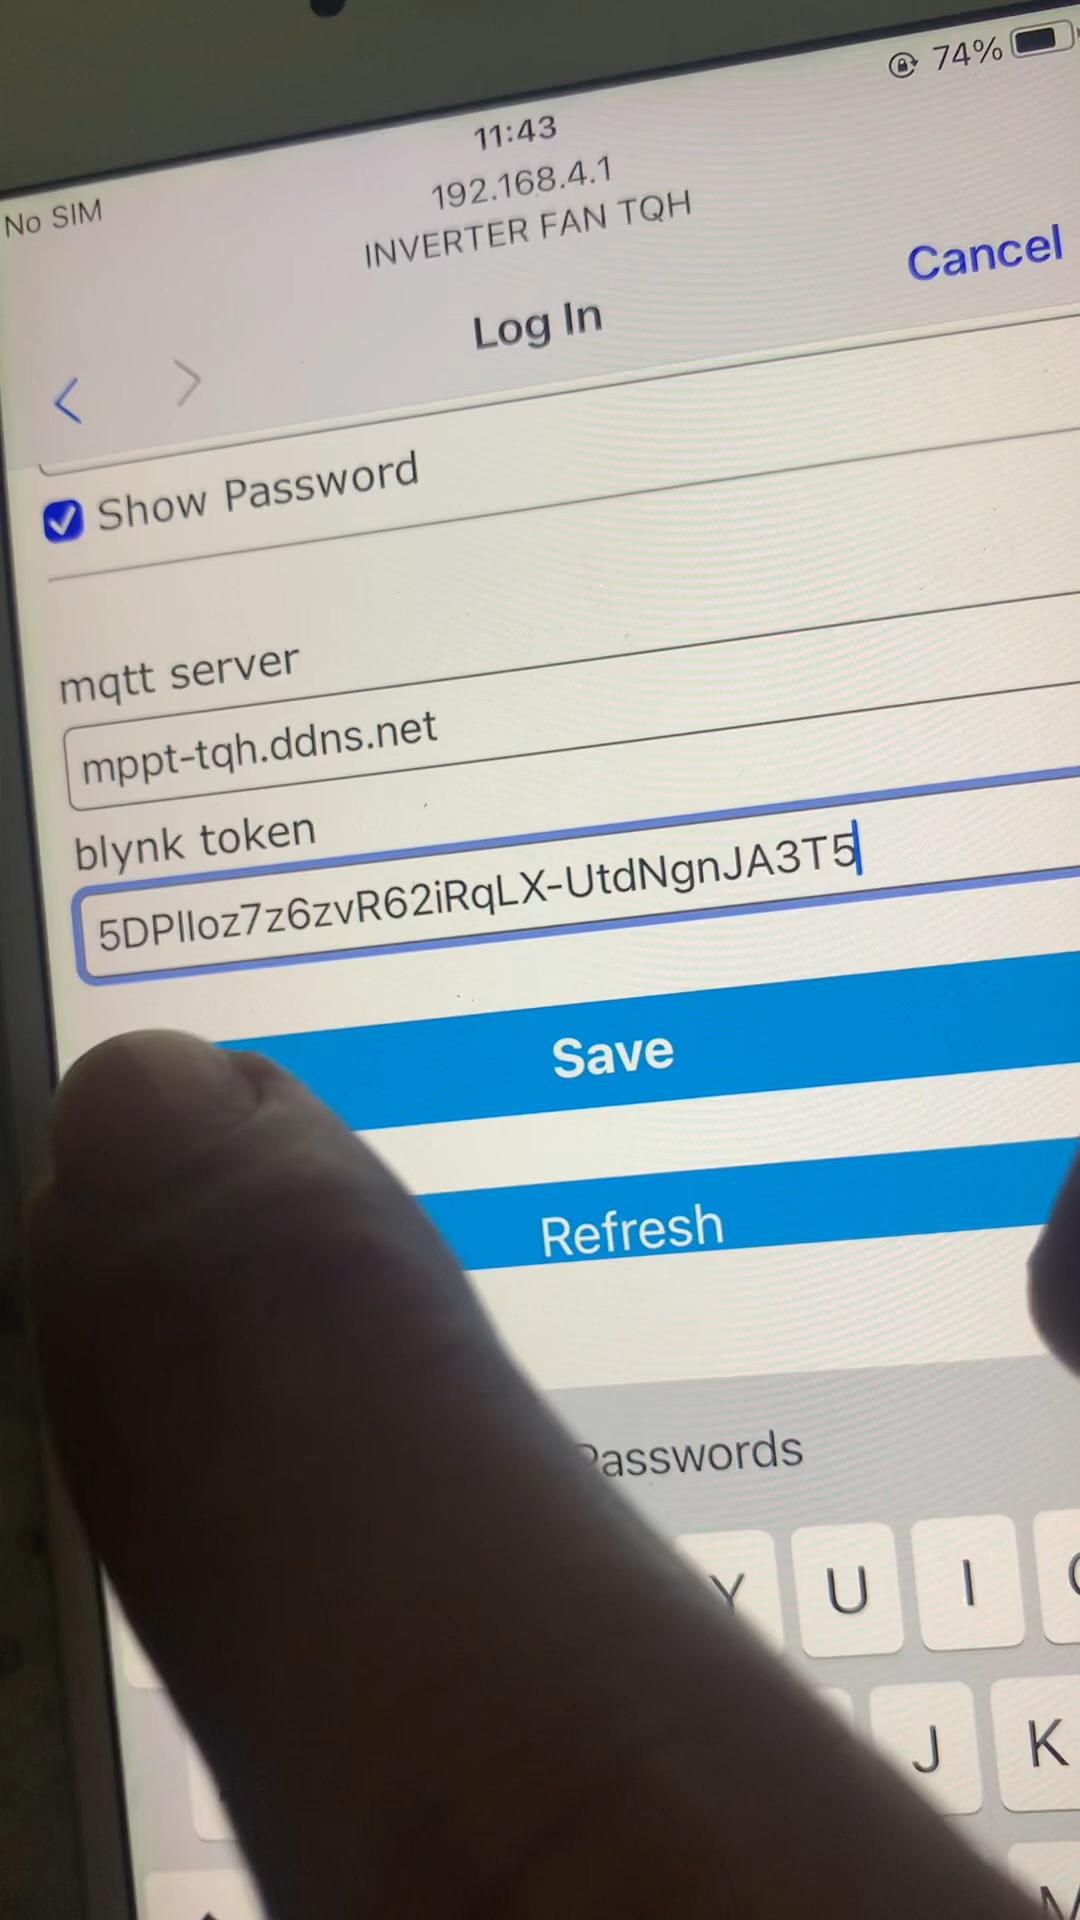 74%
11:43
192.168.4.1
No SIM
INVERTER FAN TQH
Cancel
Log In
Show Password
mqtt server
mppt-tqh.ddns.net
blynk token
5DPlloz7z6zvR62iRqLX-UtdNgnJA3T5
Save
Refresh
Passwords
Y U I
J K
M